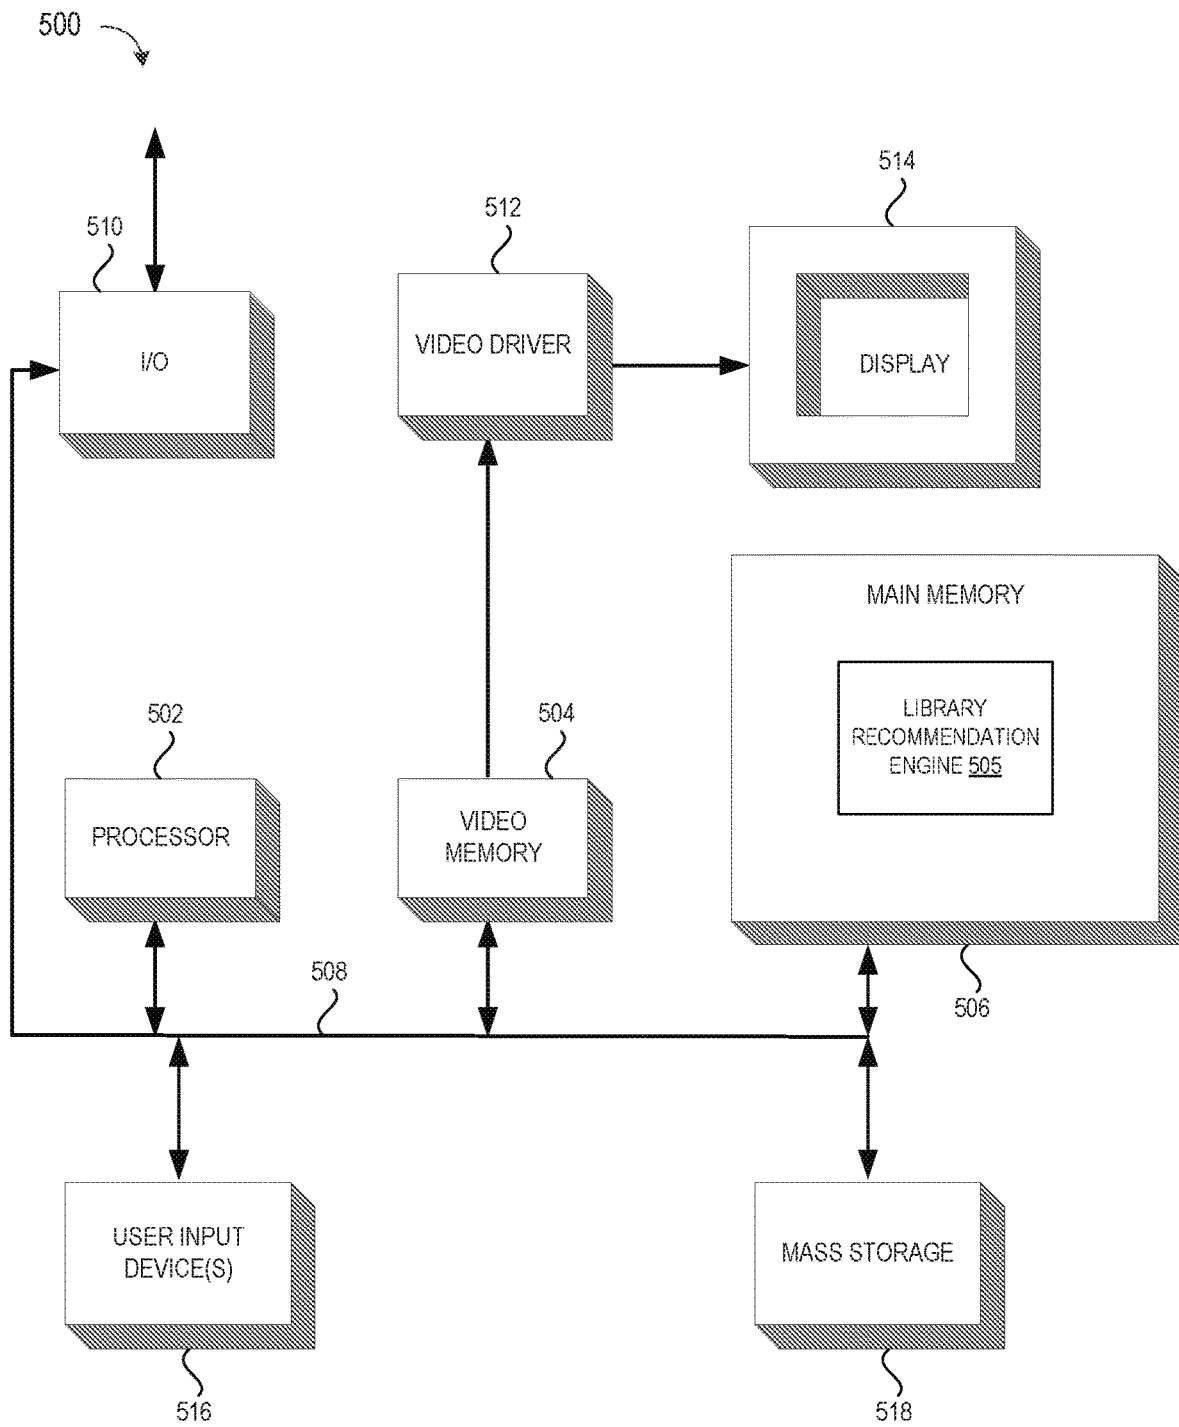 500
514
512
510
VIDEO DRIVER
I/O
DISPLAY
MAIN MEMORY
502
504
LIBRARY
RECOMMENDATION
ENGINE 505
PROCESSOR
VIDEO
MEMORY
508
506
USER INPUT
DEVICE(S)
MASS STORAGE
516
518